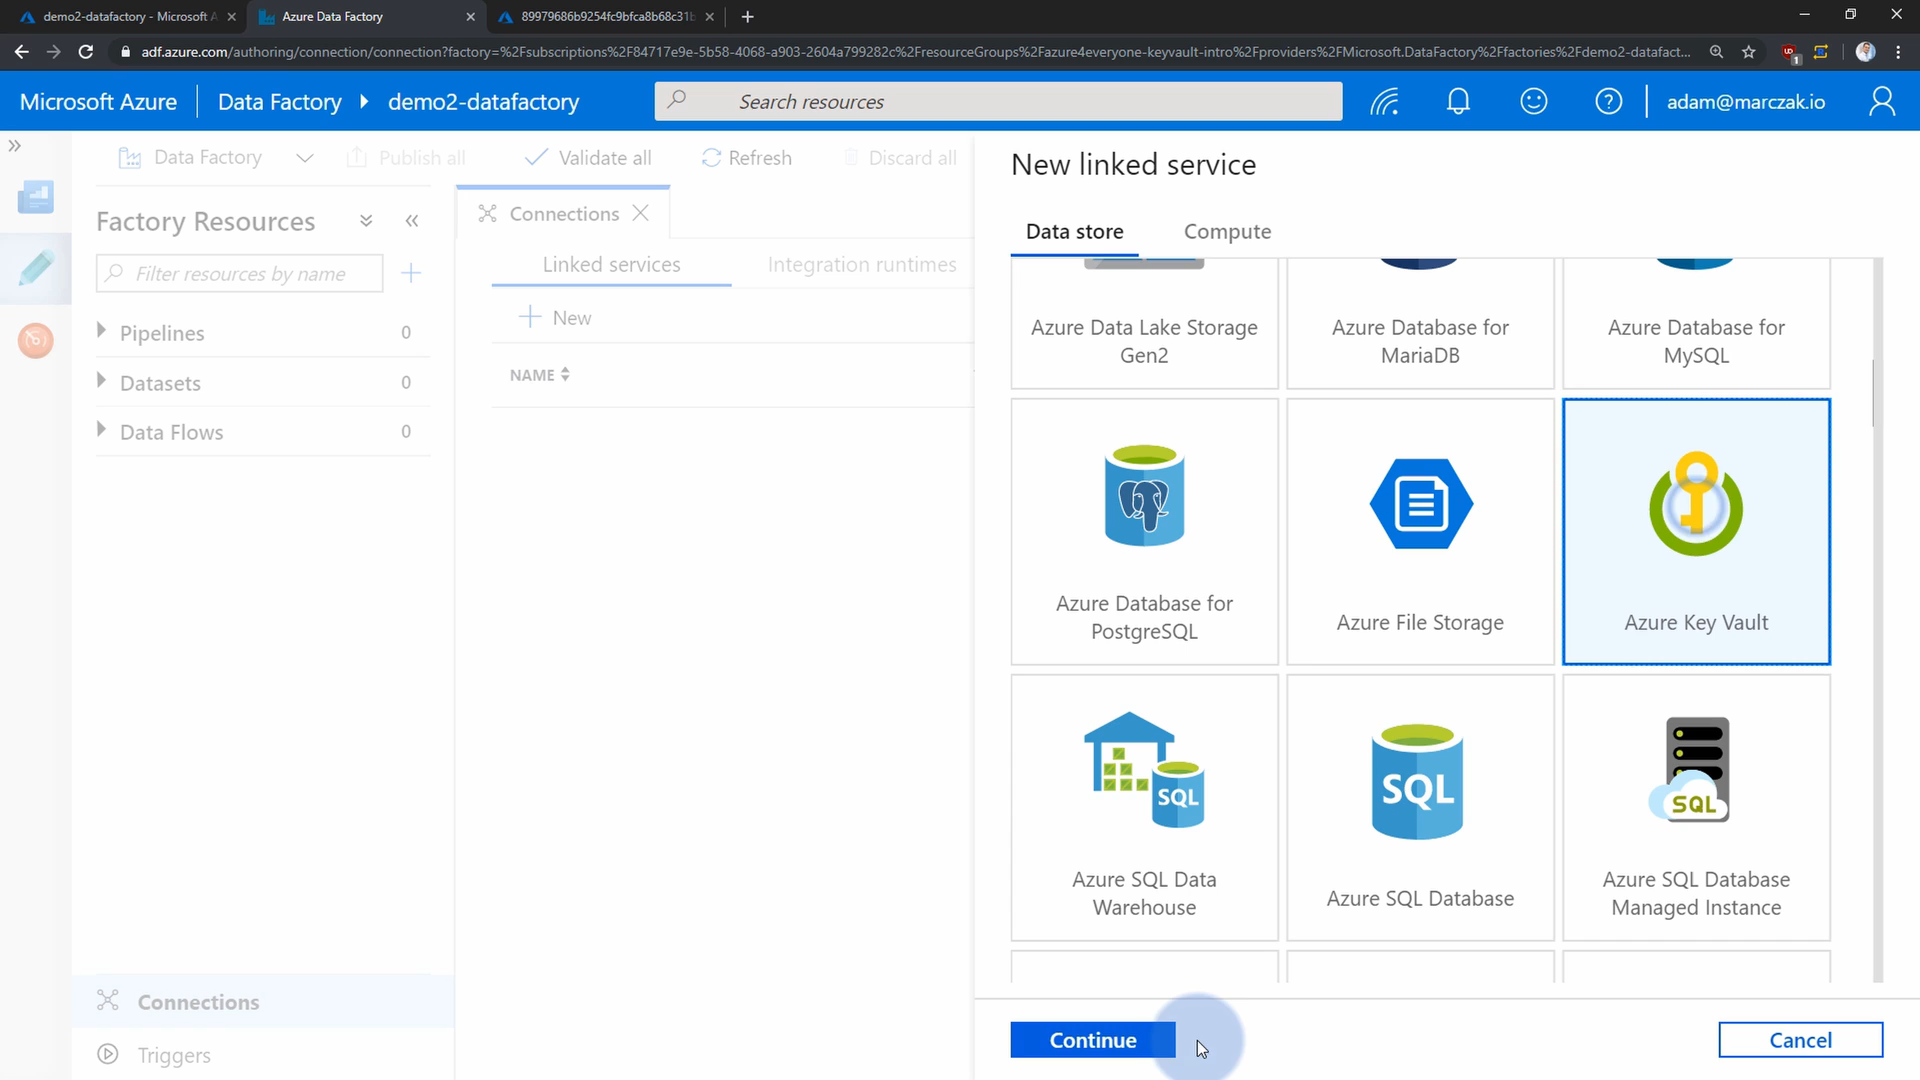 demo2-datafactory - Microsoft A
Azure Data Factory
89979686b9254fc9bfca8b68c31b
adf.azure.com/authoring/connection/connection?factory=%2Fsubscriptions%2F84717e9e-5b58-4068-a903-2604a799282c%2FresourceGroups%2Fazure4everyone-keyvault-intro%2Fproviders%2FMicrosoft.DataFactory%2Ffactories%2Fdemo2-datafact...
1
Microsoft Azure
Data Factory
demo2-datafactory
Search resources
adam@marczak.io
Data Factory
Publish all
Validate all
Refresh
Discard all
Factory Resources
Filter resources by name
Pipelines 0
Datasets 0
Data Flows 0
Connections
Triggers
Connections
Linked services
Integration runtimes
New
NAME
New linked service
Data store
Compute
Azure Data Lake Storage
Gen2
Azure Database for
MariaDB
Azure Database for
MySQL
Azure Database for
PostgreSQL
Azure File Storage
Azure Key Vault
SQL
Azure SQL Data
Warehouse
SQL
Azure SQL Database
SQL
Azure SQL Database
Managed Instance
Continue
Cancel